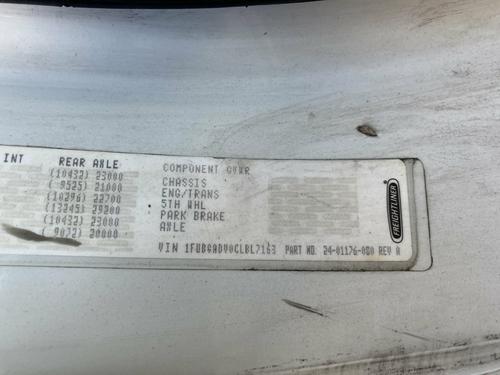 INT REAR AXLE COMPONENT GVWR
(10432) 23000 CHASSIS
( 9525) 21000 ENG/TRANS
(10296) 22700 5TH WHL
(13245) 29200 PARK BRAKE
(10432) 23000 AXLE
( 9072) 20000
VIN 1FUBGADV0CLBL7163 PART NO. 24-01176-080 REV A
FREIGHTLINER